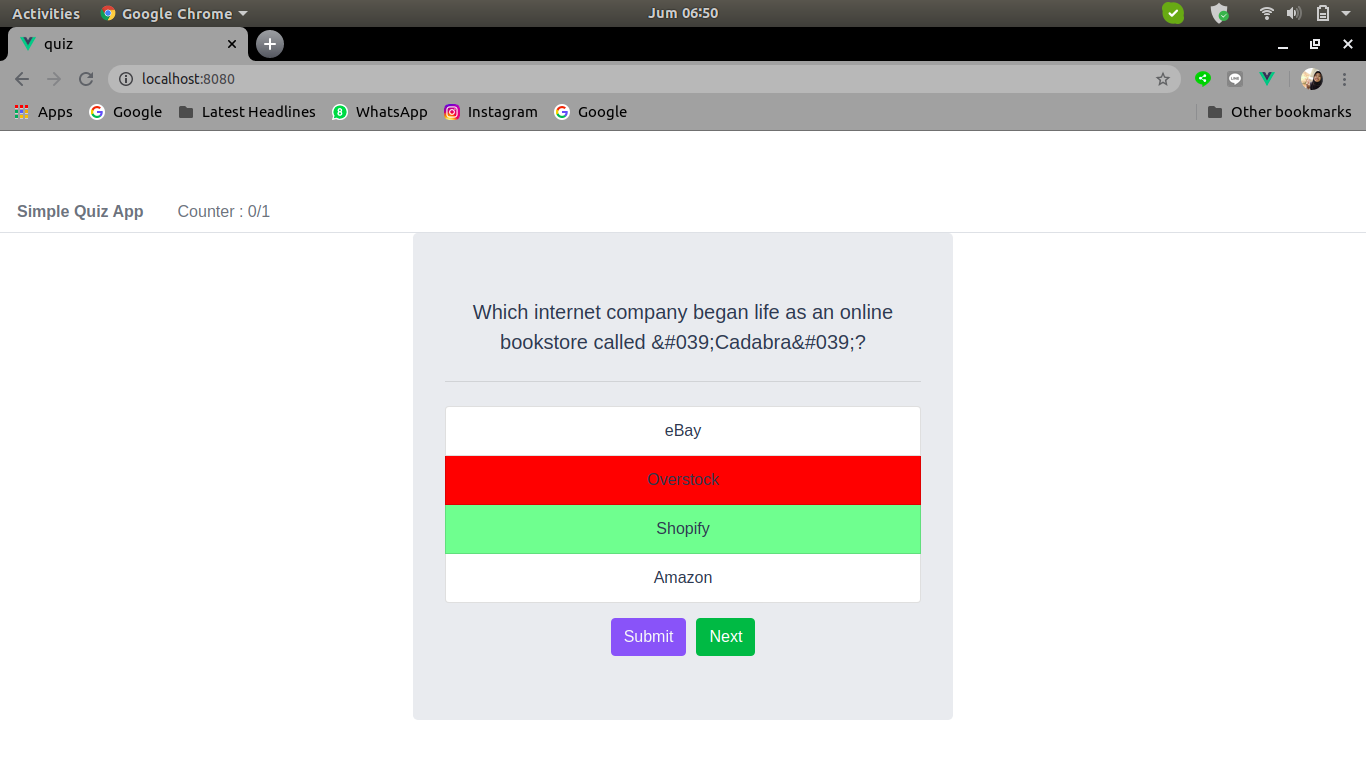 Activities Google Chrome Jum 06:50
quiz
localhost:8080
Apps Google Latest Headlines WhatsApp Instagram Google Other bookmarks
Simple Quiz App Counter : 0/1
Which internet company began life as an online
bookstore called &#039;Cadabra&#039;?
eBay
Overstock
Shopify
Amazon
Submit Next